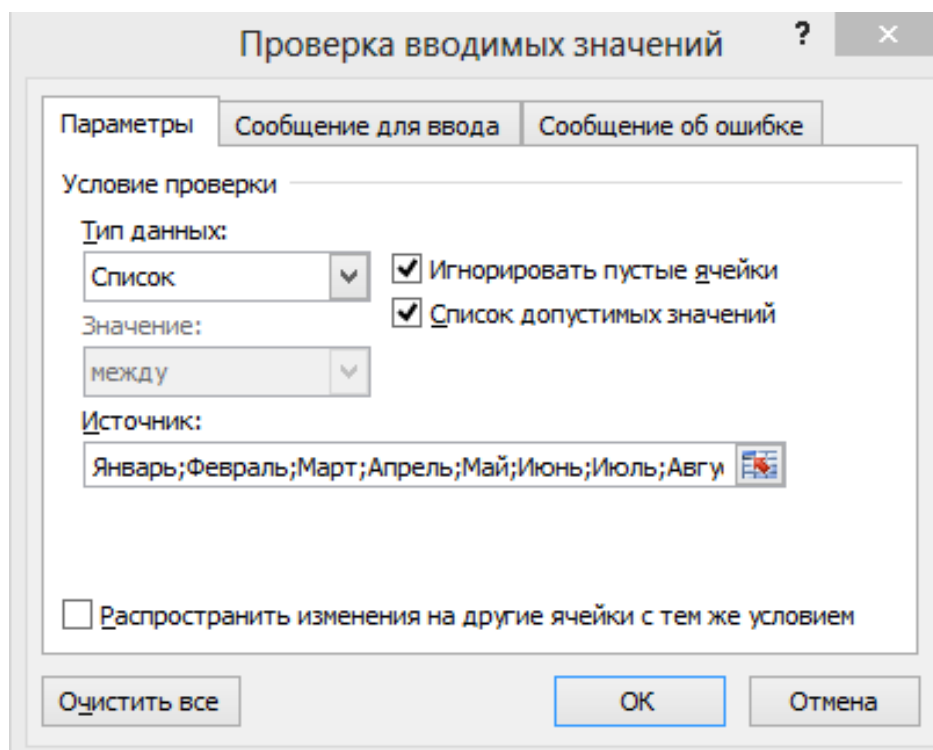 Проверка вводимых значений ?
Параметры Сообщение для ввода Сообщение об ошибке
Условие проверки
Тип данных:
Список
Игнорировать пустые ячейки
Список допустимых значений
Значение:
между
Источник:
Январь;Февраль;Март;Апрель;Май;Июнь;Июль;Авгу
Распространить изменения на другие ячейки с тем же условием
Очистить все ОК Отмена